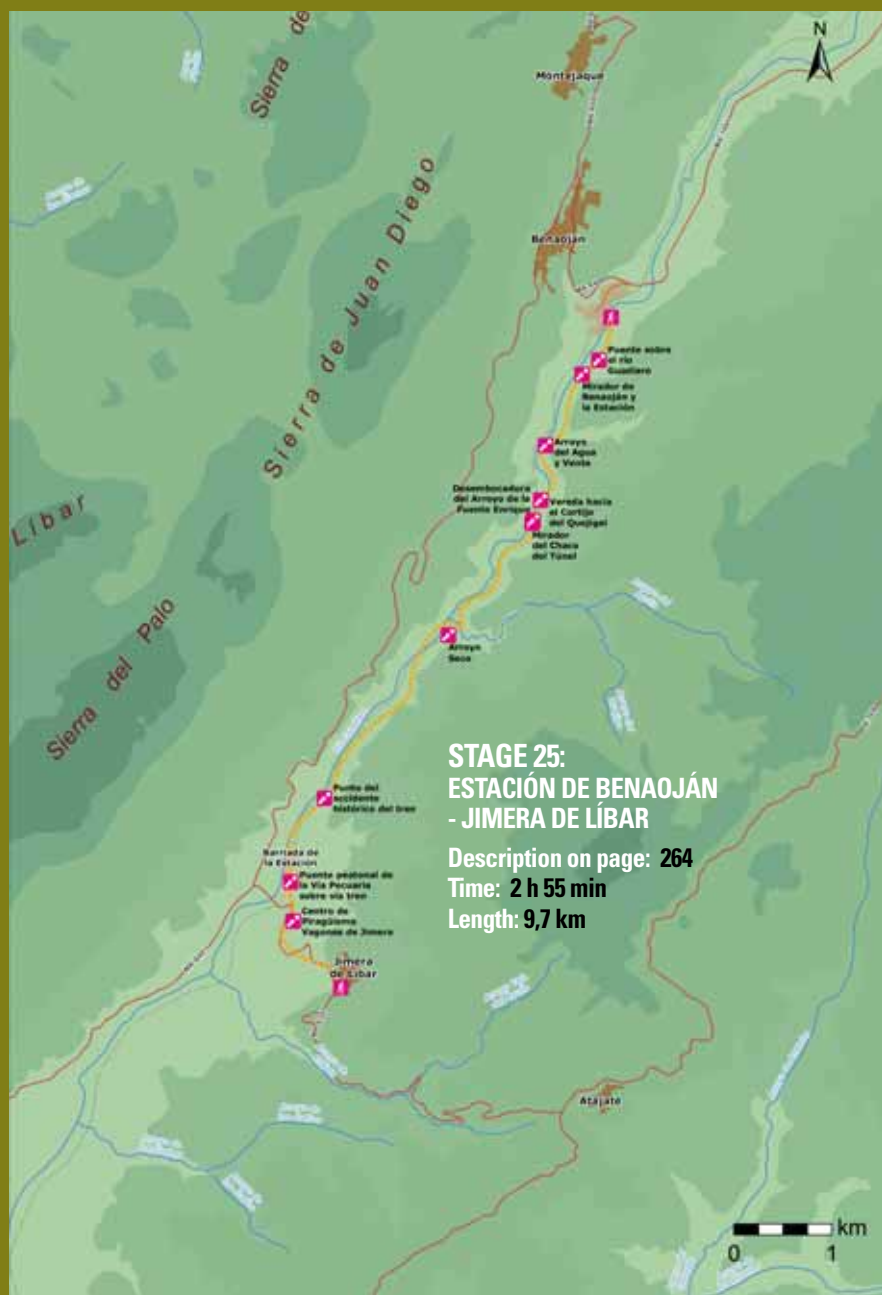 N
Sierra de
Montejaque
Sierra de Juan Diego
Benaoján
Puente sobre
el río
Guadiaro
Mirador de
Benaoján y
la Estación
Arroyo
del Agua
y Venta
Desembocadura
del Arroyo de la
Fuente Enrique
Vereda hacia
el Cortijo
del Quejigal
Mirador
del Charco
del Túnel
Líbar
Sierra del Palo
Arroyo
Seco
STAGE 25:
ESTACIÓN DE BENAOJÁN
- JIMERA DE LÍBAR
Description on page: 264
Time: 2 h 55 min
Length: 9,7 km
Punto del
accidente
histórico del tren
Barriada de
la Estación
Puente peatonal de
la Vía Pecuaria
sobre vía tren
Centro de
Piragüismo
Vagones de Jimera
Jimera
de Líbar
Atajate
km
0 1